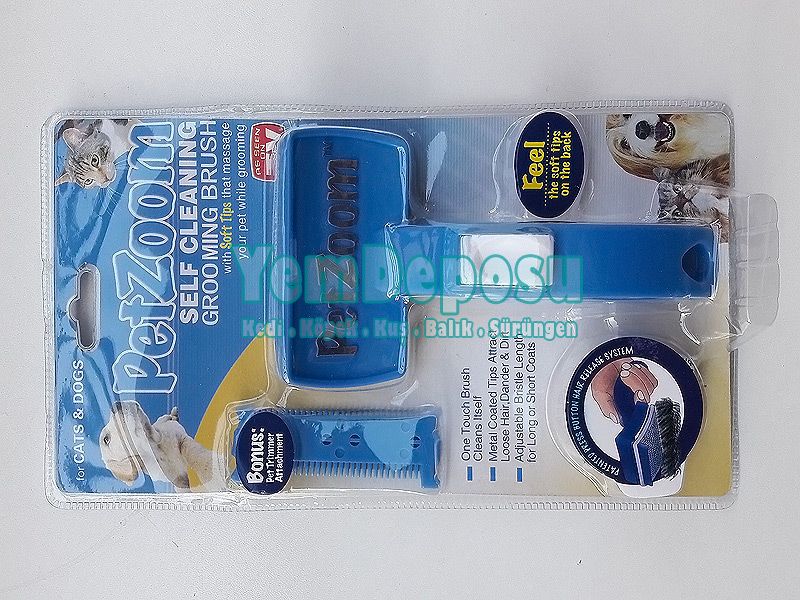 for CATS & DOGS
PetZoom
SELF CLEANING
GROOMING BRUSH
with Soft Tips that massage
your pet while grooming
AS SEEN
ON
TV
PetZoom™
Feel
the soft tips
on the back
YemDeposu
Kedi . Köpek . Kuş . Balık . Sürüngen
Bonus:
Pet Trimmer
Attachment
One Touch Brush
Cleans Itself
Metal Coated Tips Attract
Loose Hair, Dander & Dirt
Adjustable Bristle Length
for Long or Short Coats
PATENTED PRESS BUTTON HAIR RELEASE SYSTEM